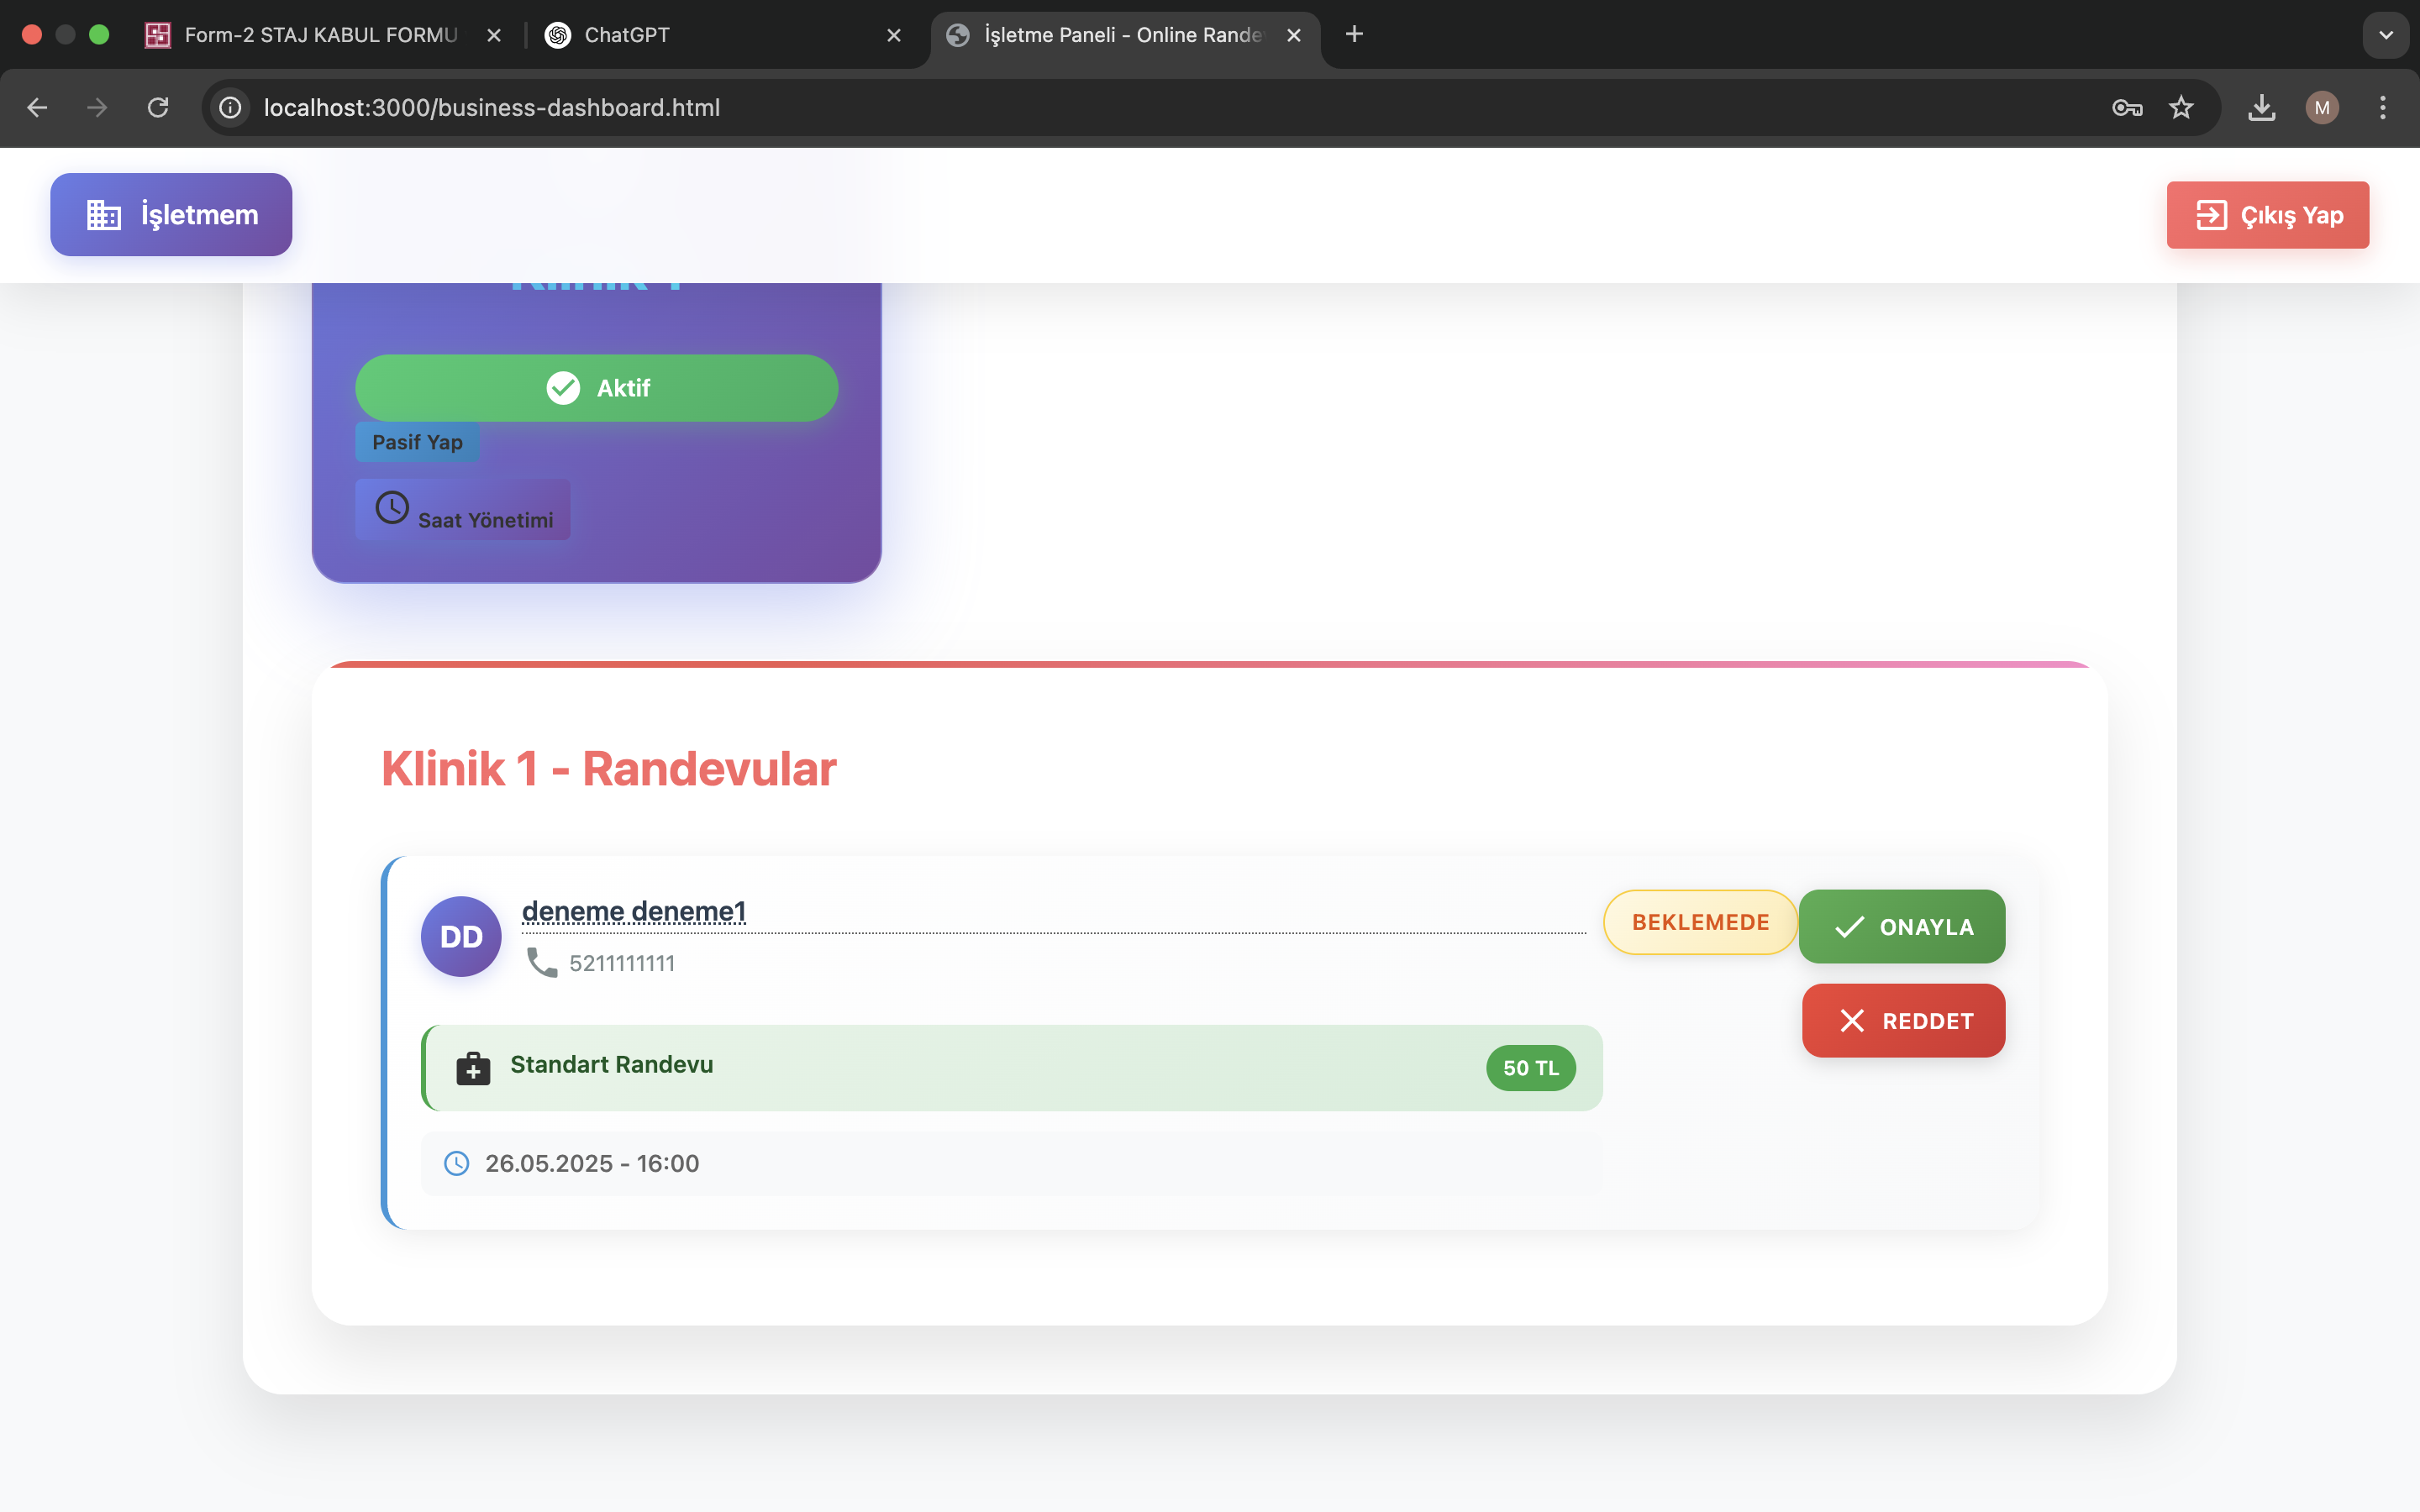 Form-2 STAJ KABUL FORMU
ChatGPT
İşletme Paneli - Online Rande
localhost:3000/business-dashboard.html
M
İşletmem
Çıkış Yap
Klinik 1
Aktif
Pasif Yap
Saat Yönetimi
Klinik 1 - Randevular
DD
deneme deneme1
BEKLEMEDE
ONAYLA
5211111111
REDDET
Standart Randevu
50 TL
26.05.2025 - 16:00